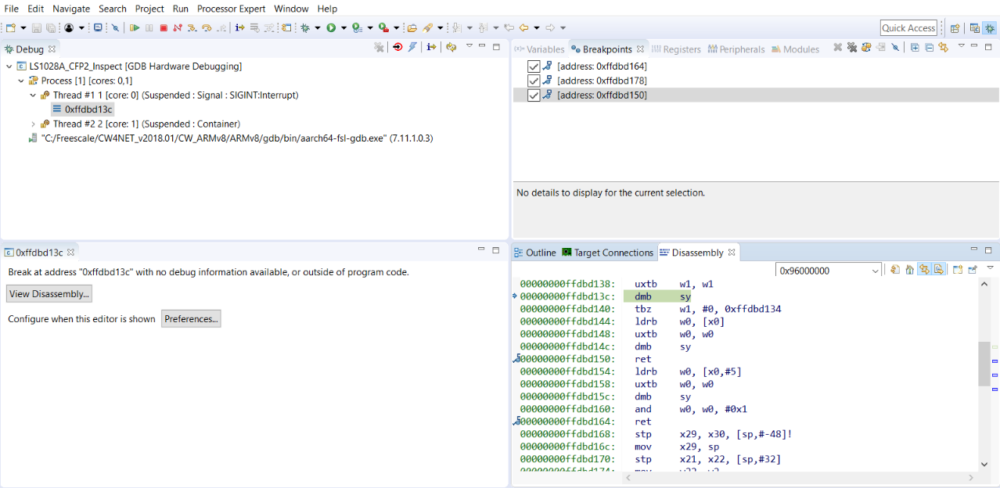 File Edit Navigate Search Project Run Processor Expert Window Help
Quick Access
Debug
LS1028A_CFP2_Inspect [GDB Hardware Debugging]
Process [1] [cores: 0,1]
Thread #1 1 [core: 0] (Suspended : Signal : SIGINT:Interrupt)
0xffdbd13c
Thread #2 2 [core: 1] (Suspended : Container)
"C:/Freescale/CW4NET_v2018.01/CW_ARMv8/ARMv8/gdb/bin/aarch64-fsl-gdb.exe" (7.11.1.0.3)
(x)= Variables Breakpoints Registers Peripherals Modules
[address: 0xffdbd164]
[address: 0xffdbd178]
[address: 0xffdbd150]
No details to display for the current selection.
0xffdbd13c
Break at address "0xffdbd13c" with no debug information available, or outside of program code.
View Disassembly...
Configure when this editor is shown Preferences...
Outline Target Connections Disassembly
0x96000000
00000000ffdbd138: uxtb w1, w1
00000000ffdbd13c: dmb sy
00000000ffdbd140: tbz w1, #0, 0xffdbd134
00000000ffdbd144: ldrb w0, [x0]
00000000ffdbd148: uxtb w0, w0
00000000ffdbd14c: dmb sy
00000000ffdbd150: ret
00000000ffdbd154: ldrb w0, [x0,#5]
00000000ffdbd158: uxtb w0, w0
00000000ffdbd15c: dmb sy
00000000ffdbd160: and w0, w0, #0x1
00000000ffdbd164: ret
00000000ffdbd168: stp x29, x30, [sp,#-48]!
00000000ffdbd16c: mov x29, sp
00000000ffdbd170: stp x21, x22, [sp,#32]